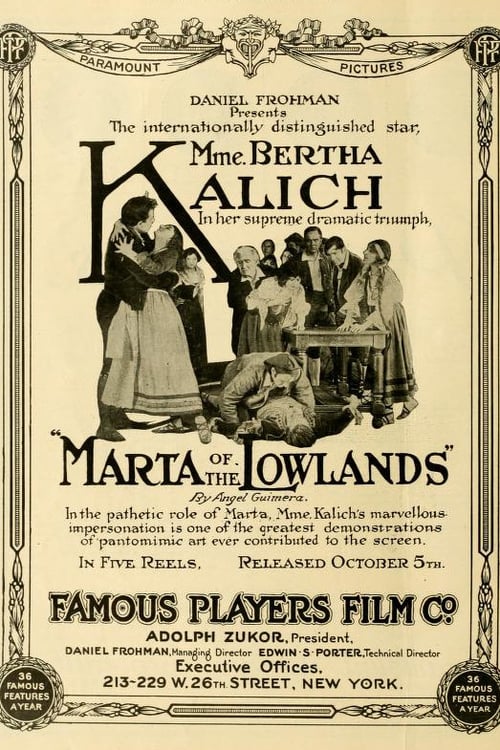 PARAMOUNT PICTURES
DANIEL FROHMAN
Presents
The internationally distinguished star,
Mme. BERTHA
KALICH
In her supreme dramatic triumph,
"MARTA OF THE LOWLANDS"
By Angel Guimera.
In the pathetic role of Marta, Mme. Kalich's marvellous
impersonation is one of the greatest demonstrations
of pantomimic art ever contributed to the screen.
IN FIVE REELS, RELEASED OCTOBER 5TH.
FAMOUS PLAYERS FILM Co.
ADOLPH ZUKOR, President,
DANIEL FROHMAN, Managing Director EDWIN·S·PORTER, Technical Director
Executive Offices,
213-229 W. 26TH STREET, NEW YORK.
36
FAMOUS
FEATURES
A YEAR
36
FAMOUS
FEATURES
A YEAR